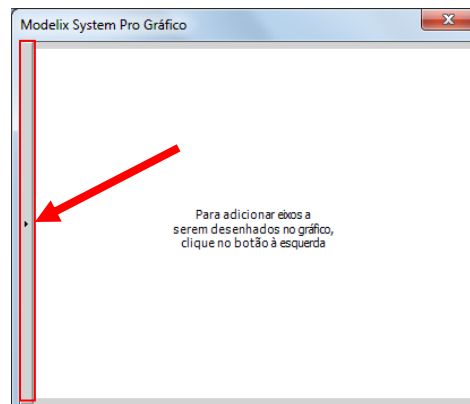 Modelix System Pro Gráfico
Para adicionar eixos a
serem desenhados no gráfico,
clique no botão à esquerda